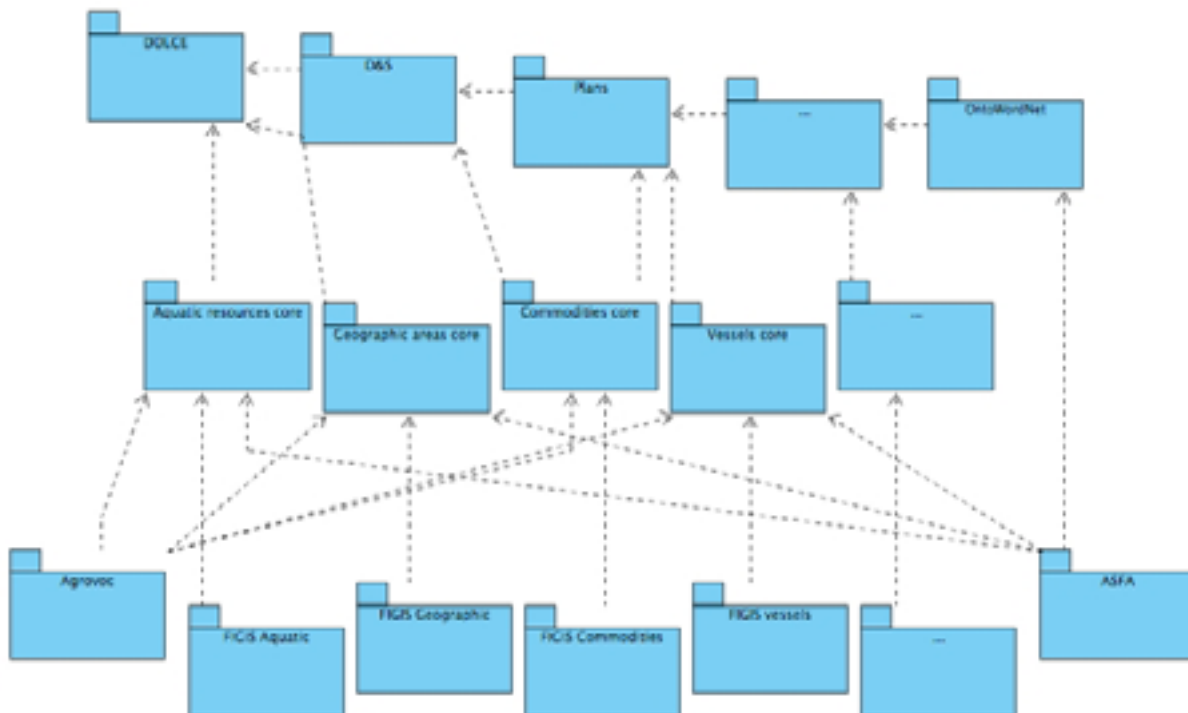 DOLCE
D&S
Plans
...
OntoWordNet
Aquatic resources core
Geographic areas core
Commodities core
Vessels core
...
Agrovoc
FIGIS Aquatic
FIGIS Geographic
FIGIS Commodities
FIGIS vessels
...
ASFA